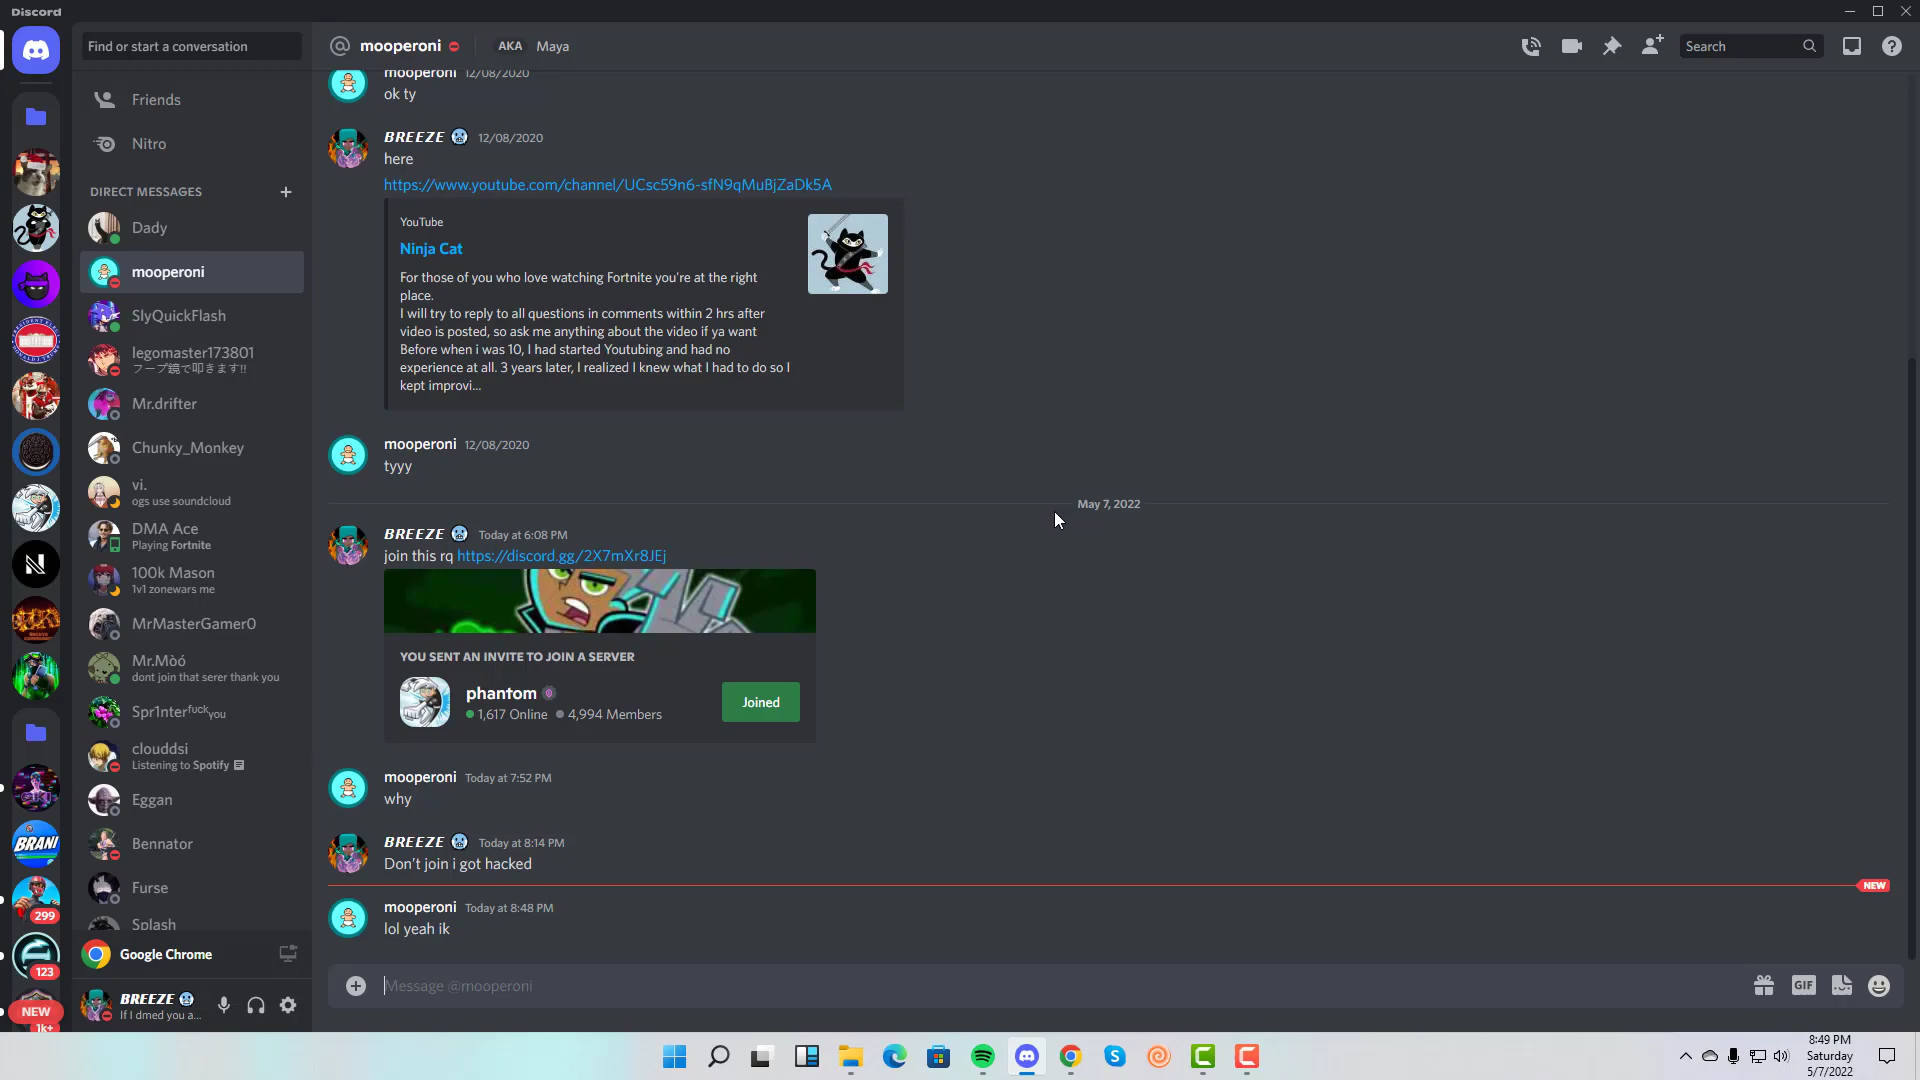 Discord
Find or start a conversation
Friends
Nitro
DIRECT MESSAGES
Dady
mooperoni
SlyQuickFlash
legomaster173801
フープ鏡で叩きます!!
Mr.drifter
Chunky_Monkey
vi.
ogs use soundcloud
DMA Ace
Playing Fortnite
100k Mason
1v1 zonewars me
MrMasterGamer0
Mr.Mòó
dont join that serer thank you
Spr1nterᶠᵘᶜᵏyou
clouddsi
Listening to Spotify
Eggan
Bennator
Furse
Splash
Google Chrome
BREEZE
If I dmed you a...
BRANI
299
123
NEW
1k+
mooperoni AKA Maya
Search
mooperoni 12/08/2020
ok ty
BREEZE 12/08/2020
here
https://www.youtube.com/channel/UCsc59n6-sfN9qMuBjZaDk5A
YouTube
Ninja Cat
For those of you who love watching Fortnite you're at the right
place.
I will try to reply to all questions in comments within 2 hrs after
video is posted, so ask me anything about the video if ya want
Before when i was 10, I had started Youtubing and had no
experience at all. 3 years later, I realized I knew what I had to do so I
kept improvi...
mooperoni 12/08/2020
tyyy
May 7, 2022
BREEZE Today at 6:08 PM
join this rq https://discord.gg/2X7mXr8JEj
YOU SENT AN INVITE TO JOIN A SERVER
phantom
1,617 Online 4,994 Members
Joined
mooperoni Today at 7:52 PM
why
BREEZE Today at 8:14 PM
Don't join i got hacked
NEW
mooperoni Today at 8:48 PM
lol yeah ik
Message @mooperoni
GIF
8:49 PM
Saturday
5/7/2022